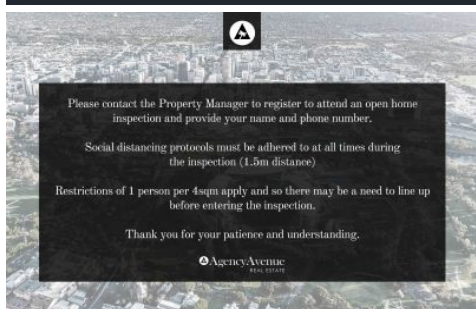 Please contact the Property Manager to register to attend an open home
inspection and provide your name and phone number.
Social distancing protocols must be adhered to at all times during
the inspection (1.5m distance)
Restrictions of 1 person per 4sqm apply and so there may be a need to line up
before entering the inspection.
Thank you for your patience and understanding.
AgencyAvenue
REAL ESTATE